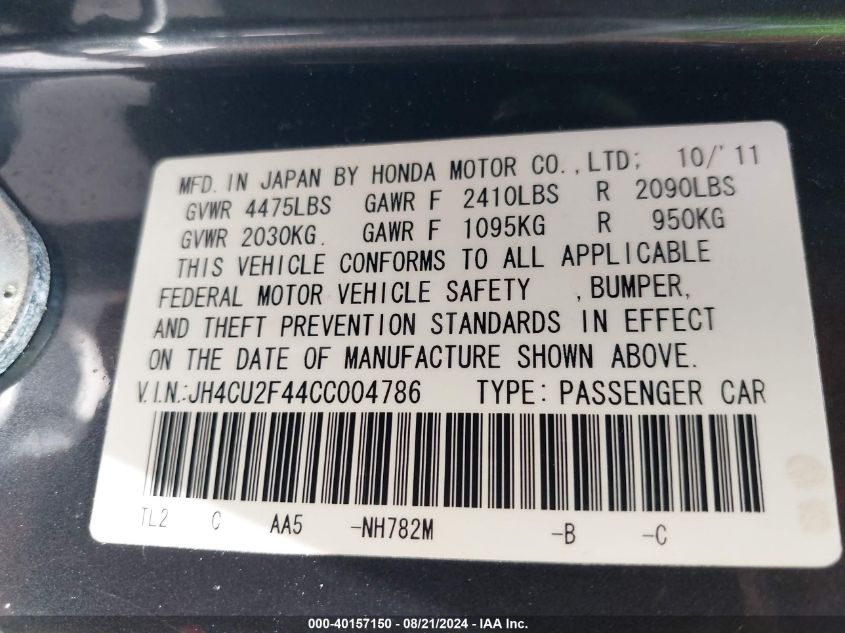 MFD. IN JAPAN BY HONDA MOTOR CO., LTD; 10/'11
GVWR 4475LBS GAWR F 2410LBS R 2090LBS
GVWR 2030KG. GAWR F 1095KG R 950KG
THIS VEHICLE CONFORMS TO ALL APPLICABLE
FEDERAL MOTOR VEHICLE SAFETY , BUMPER,
AND THEFT PREVENTION STANDARDS IN EFFECT
ON THE DATE OF MANUFACTURE SHOWN ABOVE.
V.I.N.:JH4CU2F44CC004786 TYPE: PASSENGER CAR
TL2 C AA5 -NH782M -B -C
000-40157150 - 08/21/2024 - IAA Inc.